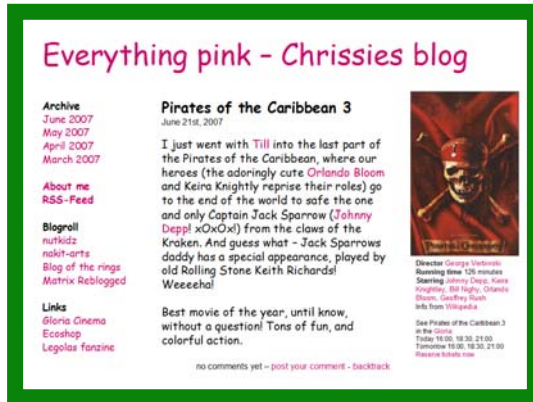 Everything pink – Chrissies blog
Archive
June 2007
May 2007
April 2007
March 2007
About me
RSS-Feed
Blogroll
nutkidz
nakit-arts
Blog of the rings
Matrix Reblogged
Links
Gloria Cinema
Ecoshop
Legolas fanzine
Pirates of the Caribbean 3
June 21st, 2007
I just went with Till into the last part of
the Pirates of the Caribbean, where our
heroes (the adoringly cute Orlando Bloom
and Keira Knightly reprise their roles) go
to the end of the world to safe the one
and only Captain Jack Sparrow (Johnny
Depp! xOxOx!) from the claws of the
Kraken. And guess what – Jack Sparrows
daddy has a special appearance, played by
old Rolling Stone Keith Richards!
Weeeeha!
Best movie of the year, until know,
without a question! Tons of fun, and
colorful action.
no comments yet – post your comment - backtrack
Director George Verbinski
Running time 126 minutes
Starring Johnny Depp, Keira
Knightley, Bill Nighy, Orlando
Bloom, Geoffrey Rush
Info from Wikipedia
See Pirates of the Caribbean 3
in the Gloria
Today 16:00, 18:30, 21:00
Tomorrow 16:00, 18:30, 21:00
Reserve tickets now